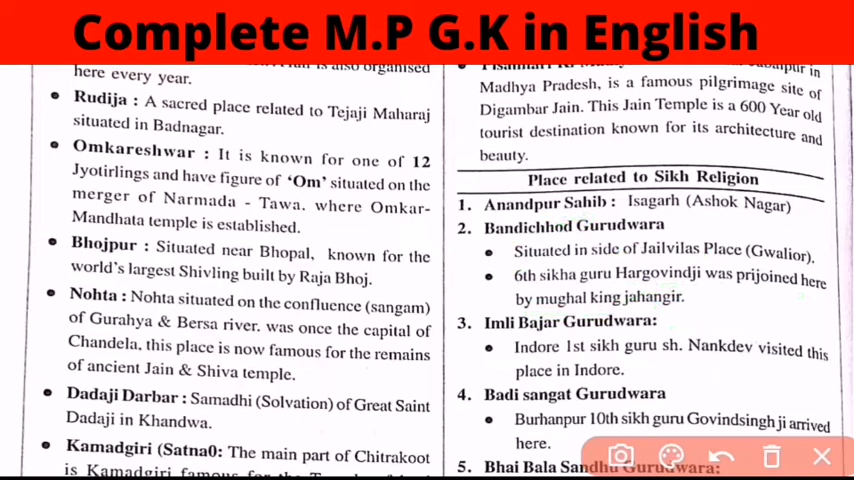 Complete M.P G.K in English
is also organised
here every year.
• Rudija : A sacred place related to Tejaji Maharaj
situated in Badnagar.
• Omkareshwar : It is known for one of 12
Jyotirlings and have figure of ‘Om’ situated on the
merger of Narmada - Tawa. where Omkar-
Mandhata temple is established.
• Bhojpur : Situated near Bhopal, known for the
world's largest Shivling built by Raja Bhoj.
• Nohta : Nohta situated on the confluence (sangam)
of Gurahya & Bersa river. was once the capital of
Chandela, this place is now famous for the remains
of ancient Jain & Shiva temple.
• Dadaji Darbar : Samadhi (Solvation) of Great Saint
Dadaji in Khandwa.
• Kamadgiri (Satna0: The main part of Chitrakoot
is Kamadgiri famous for the
in
Madhya Pradesh, is a famous pilgrimage site of
Digambar Jain. This Jain Temple is a 600 Year old
tourist destination known for its architecture and
beauty.
Place related to Sikh Religion
1. Anandpur Sahib : Isagarh (Ashok Nagar)
2. Bandichhod Gurudwara
• Situated in side of Jailvilas Place (Gwalior).
• 6th sikha guru Hargovindji was prijoined here
by mughal king jahangir.
3. Imli Bajar Gurudwara:
• Indore 1st sikh guru sh. Nankdev visited this
place in Indore.
4. Badi sangat Gurudwara
• Burhanpur 10th sikh guru Govindsingh ji arrived
here.
5. Bhai Bala Sandhu Gurudwara: